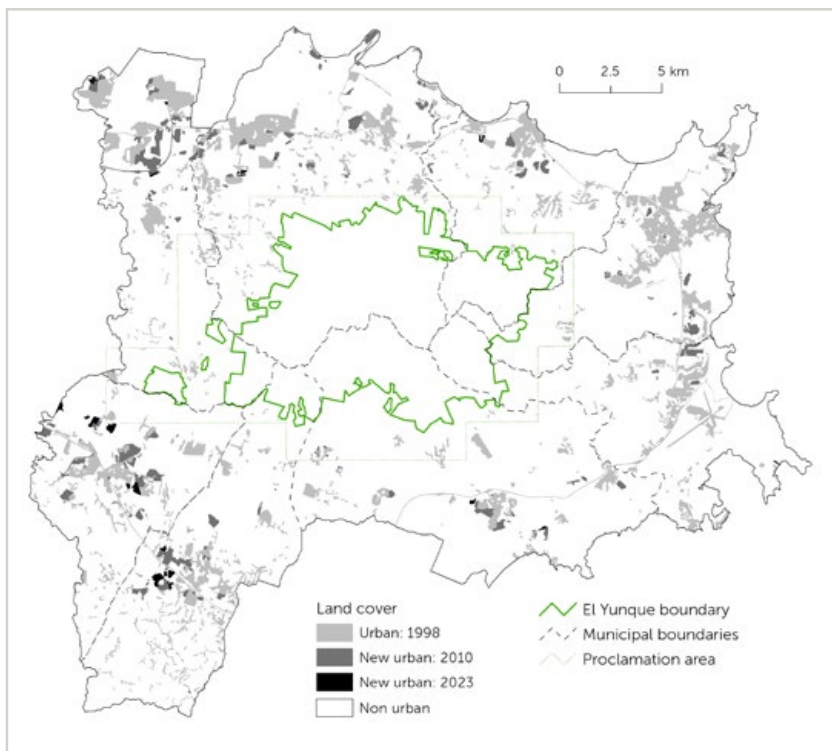 0 2.5 5 km
Land cover
Urban: 1998
New urban: 2010
New urban: 2023
Non urban
El Yunque boundary
Municipal boundaries
Proclamation area